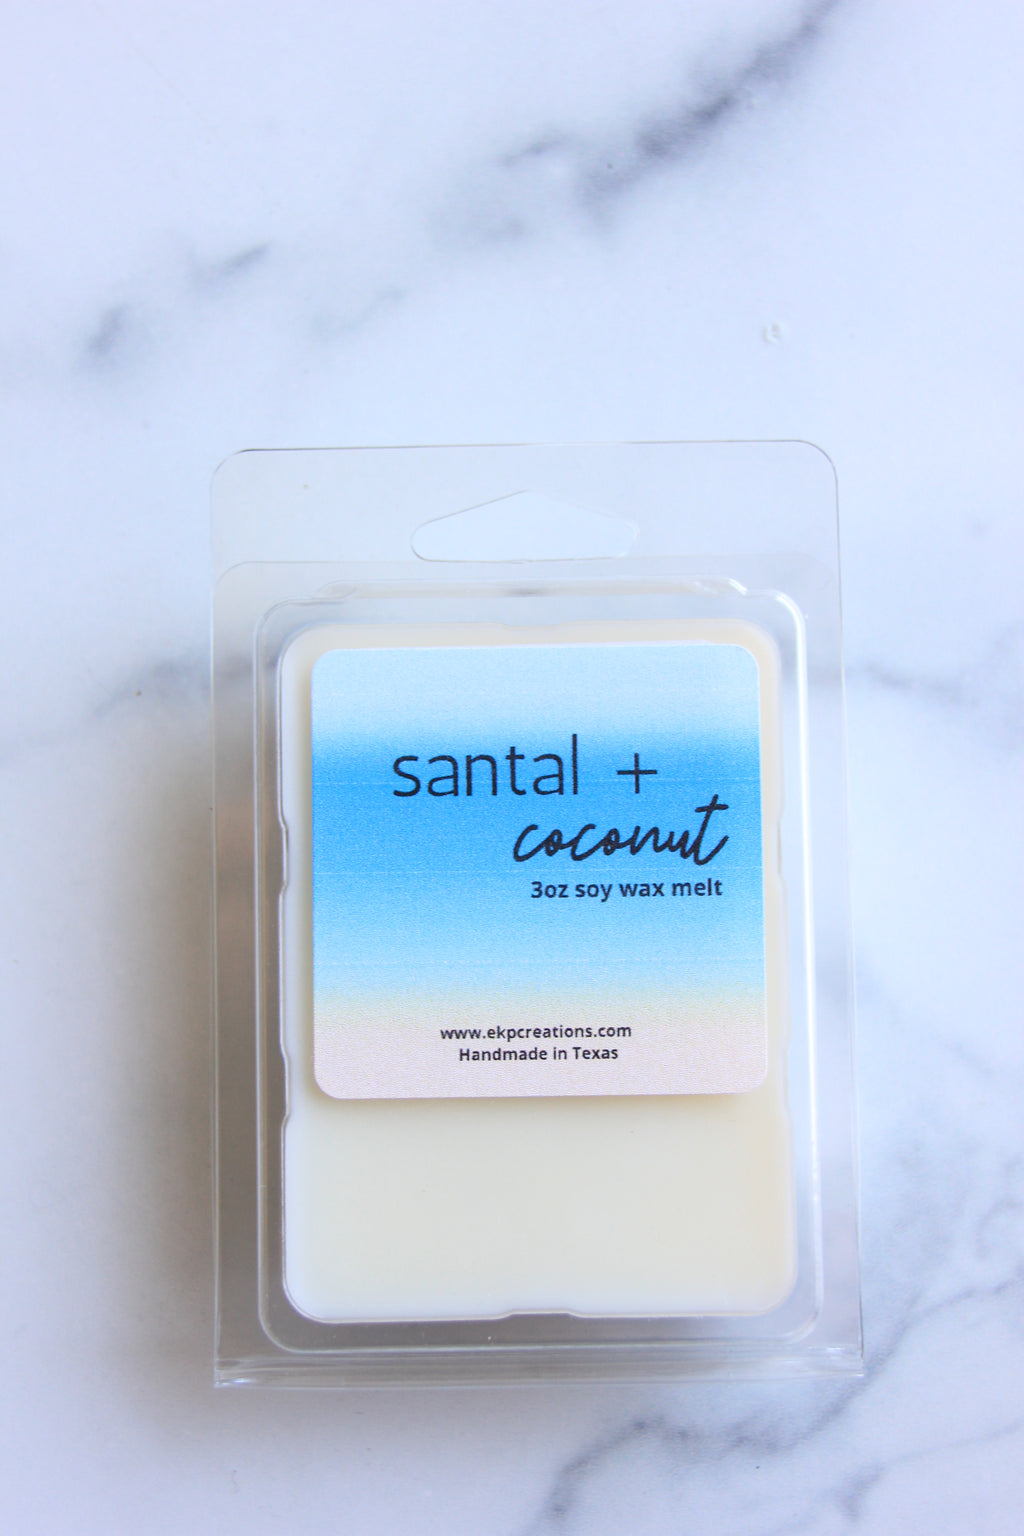 santal +
coconut
3oz soy wax melt
www.ekpcreations.com
Handmade in Texas